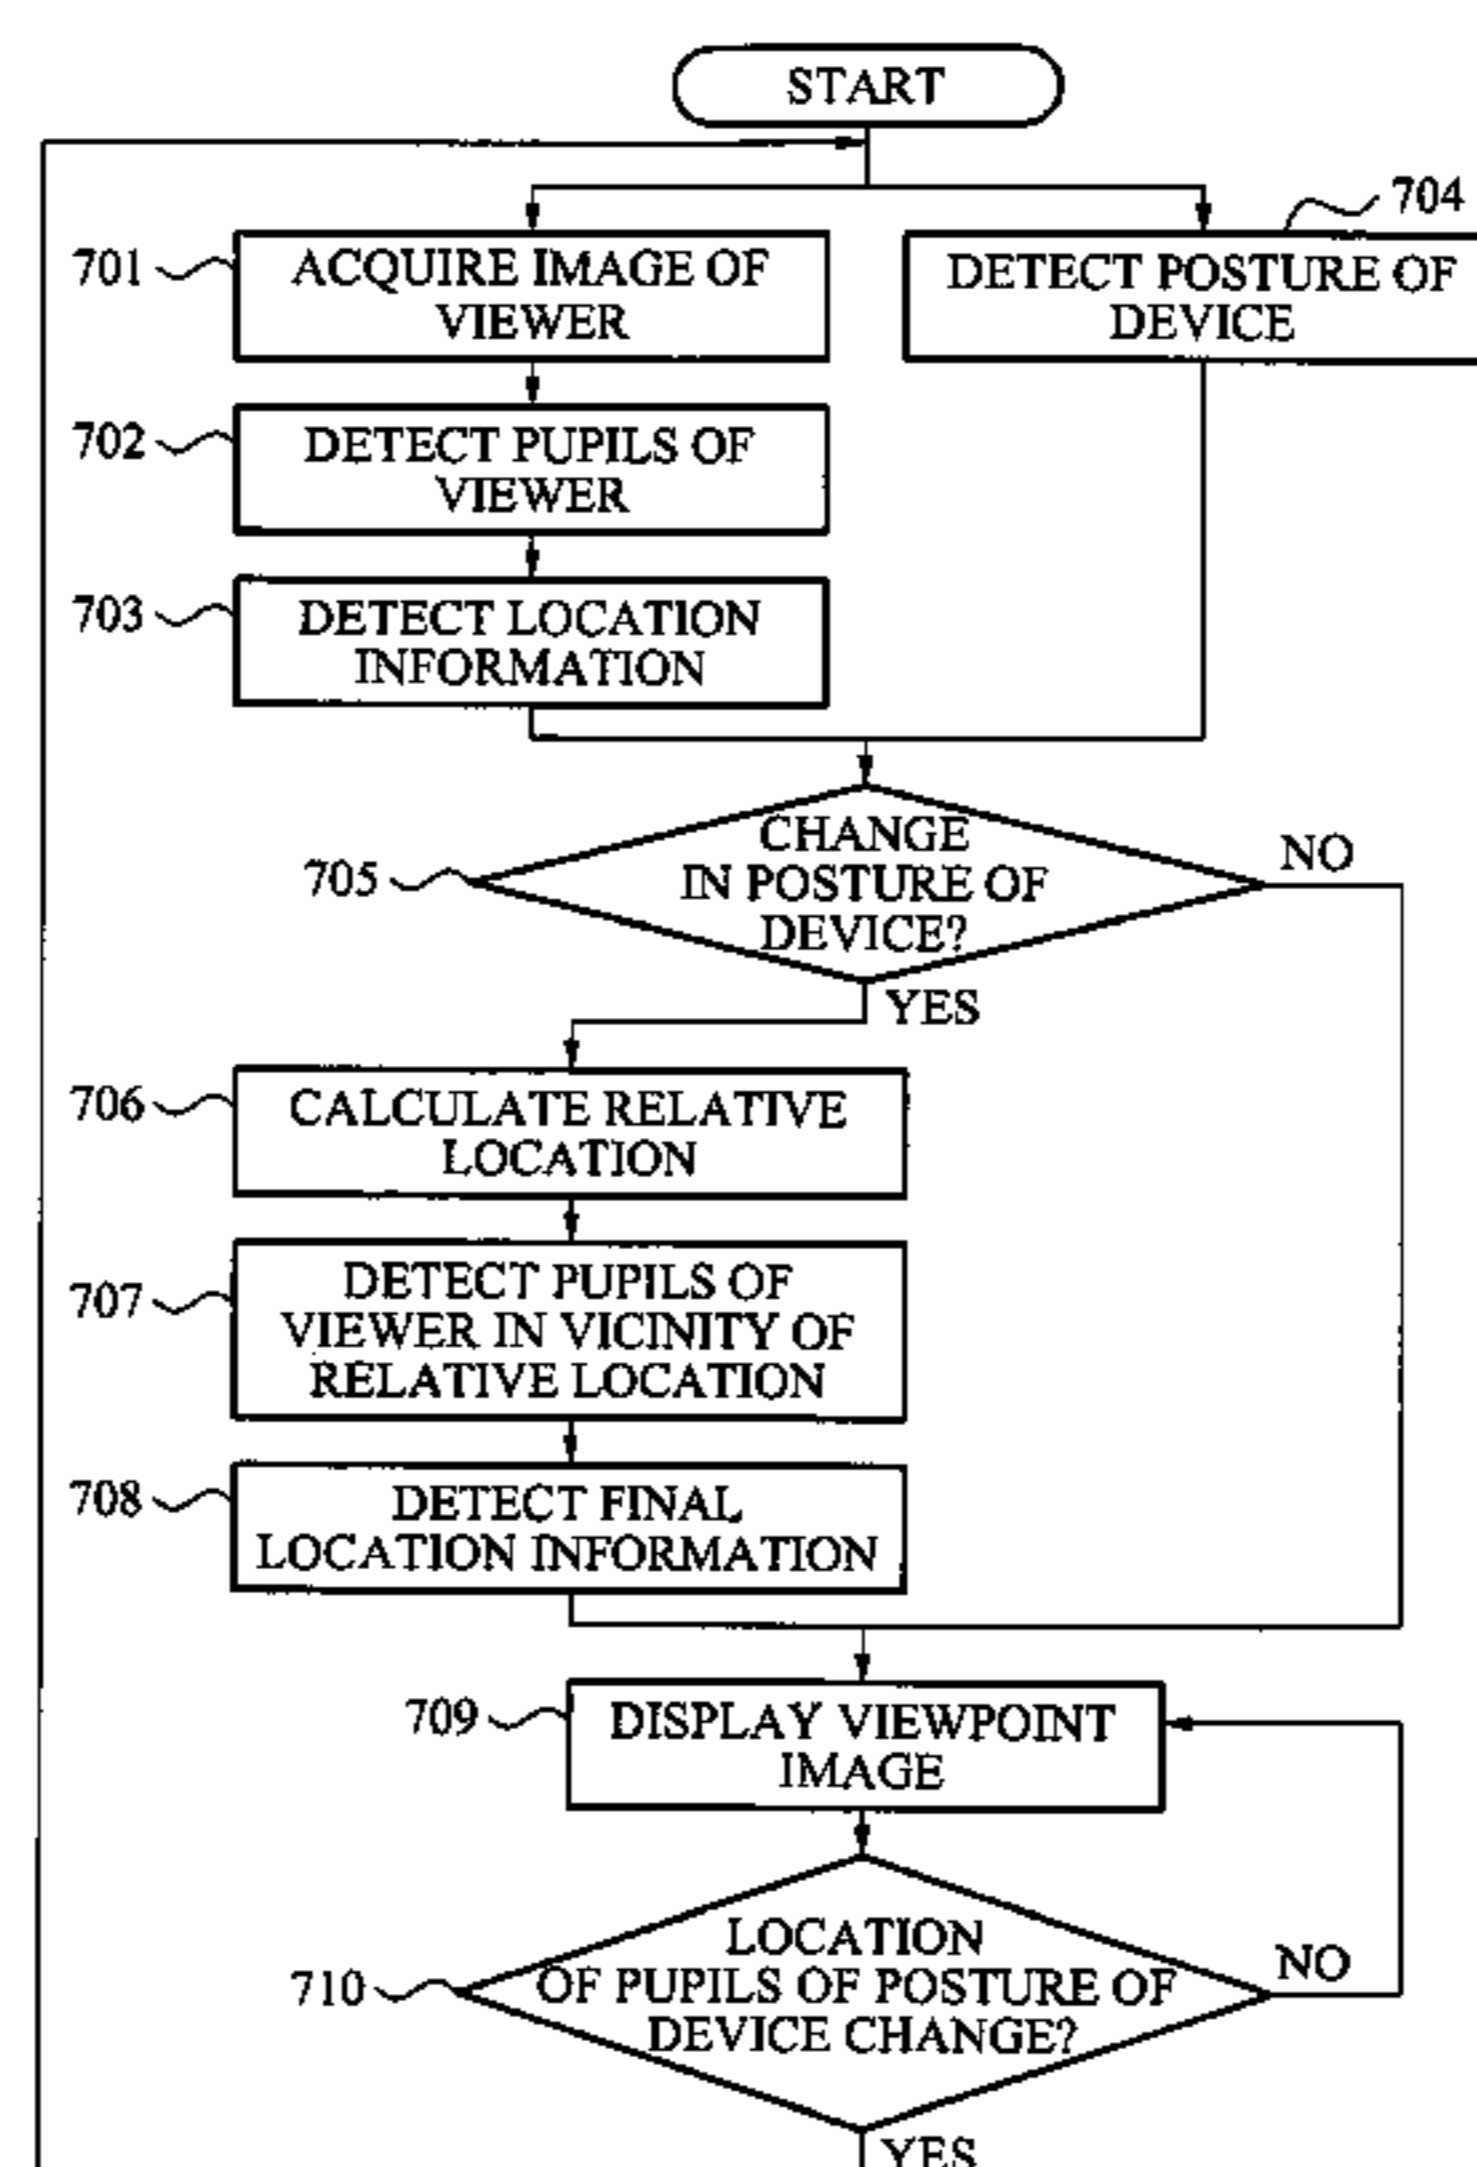 START
701
ACQUIRE IMAGE OF
VIEWER
704
DETECT POSTURE OF
DEVICE
702
DETECT PUPILS OF
VIEWER
703
DETECT LOCATION
INFORMATION
705
CHANGE
IN POSTURE OF
DEVICE?
NO
YES
706
CALCULATE RELATIVE
LOCATION
707
DETECT PUPILS OF
VIEWER IN VICINITY OF
RELATIVE LOCATION
708
DETECT FINAL
LOCATION INFORMATION
709
DISPLAY VIEWPOINT
IMAGE
710
LOCATION
OF PUPILS OF POSTURE OF
DEVICE CHANGE?
NO
YES